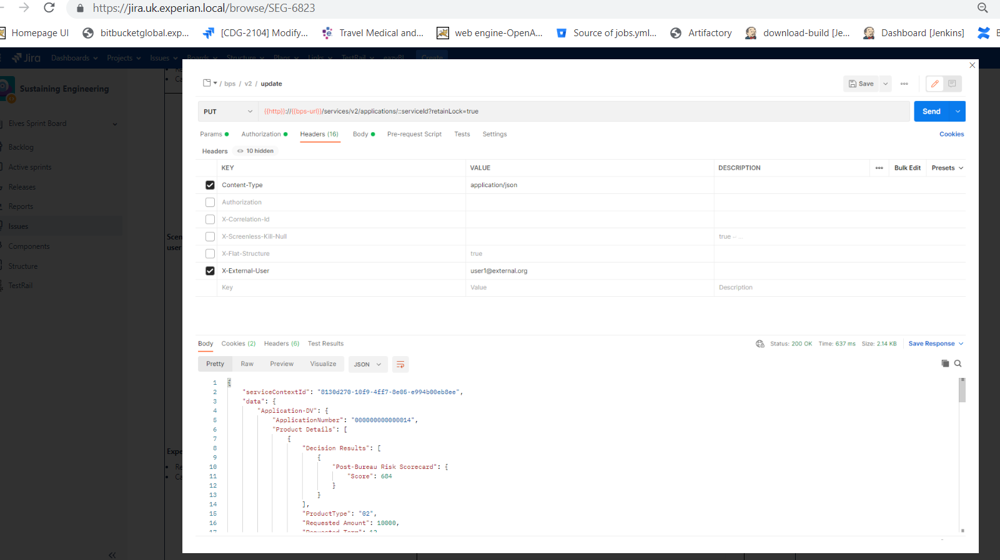 https://jira.uk.experian.local/browse/SEG-6823
Homepage UI
bitbucketglobal.exp...
[CDG-2104] Modify...
Travel Medical and...
web engine-OpenA...
Source of jobs.yml...
Artifactory
download-build [Je...
Dashboard [Jenkins]
Jira Dashboards Projects Issues Boards Structure Plans Links TestRail eazyBI Create
Sustaining Engineering
Elves Sprint Board
Backlog
Active sprints
Releases
Reports
Issues
Components
Structure
TestRail
Ca
Scen
user
Expe
Re
Ca
/ bps / v2 / update
Save
PUT
{{http}}://{{bps-url}}/services/v2/applications/::serviceId?retainLock=true
Send
Params Authorization Headers (16) Body Pre-request Script Tests Settings
Cookies
Headers 10 hidden
KEY VALUE DESCRIPTION Bulk Edit Presets
Content-Type application/json
Authorization
X-Correlation-Id
X-Screenless-Kill-Null true – ...
X-Flat-Structure true
X-External-User user1@external.org
Key Value Description
Body Cookies (2) Headers (6) Test Results
Status: 200 OK Time: 637 ms Size: 2.14 KB Save Response
Pretty Raw Preview Visualize JSON
1 {
2 "serviceContextId": "8130d270-10f9-4ff7-8e05-e994b00eb8ee",
3 "data": {
4 "Application-DV": {
5 "ApplicationNumber": "000000000000014",
6 "Product Details": [
7 {
8 "Decision Results": [
9 {
10 "Post-Bureau Risk Scorecard": {
11 "Score": 684
12 }
13 }
14 ],
15 "ProductType": "02",
16 "Requested Amount": 10000,
17 "Requested Term": 12